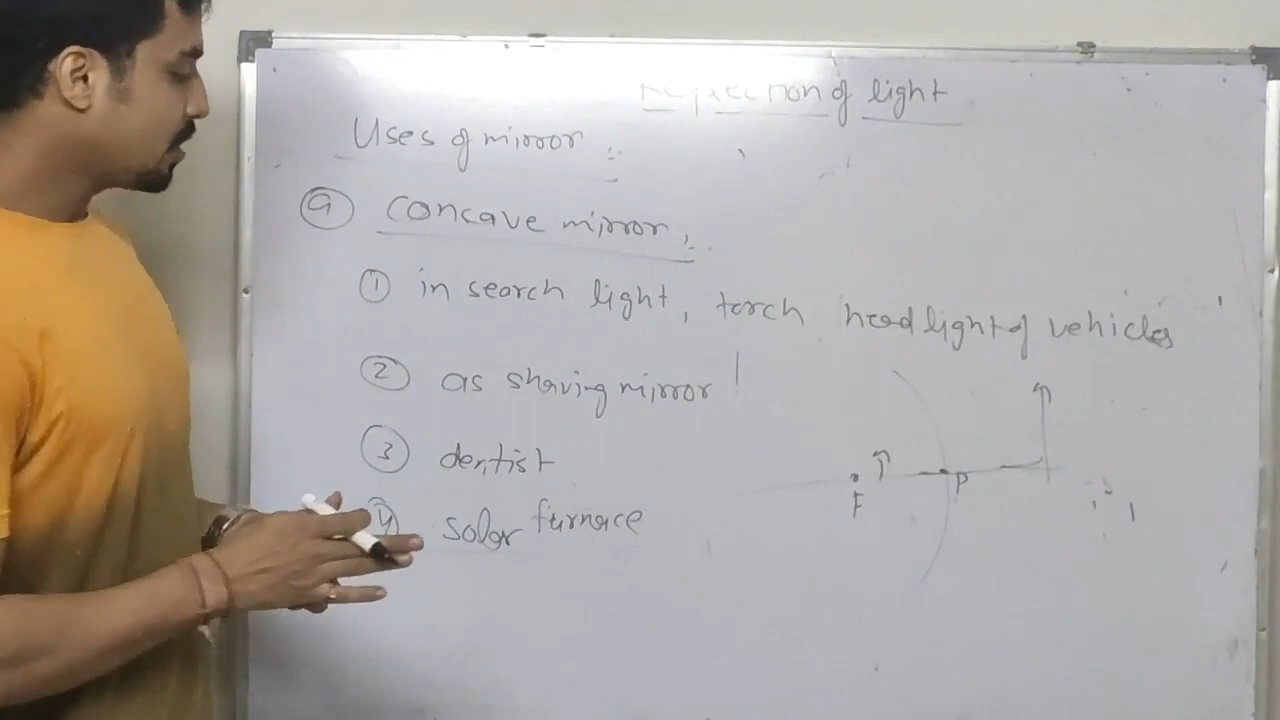 Reflection of light
Uses of mirror :-
(a) concave mirror :-
(1) in search light, torch head light of vehicles
(2) as shaving mirror
(3) dentist
(4) solar furnace
F P